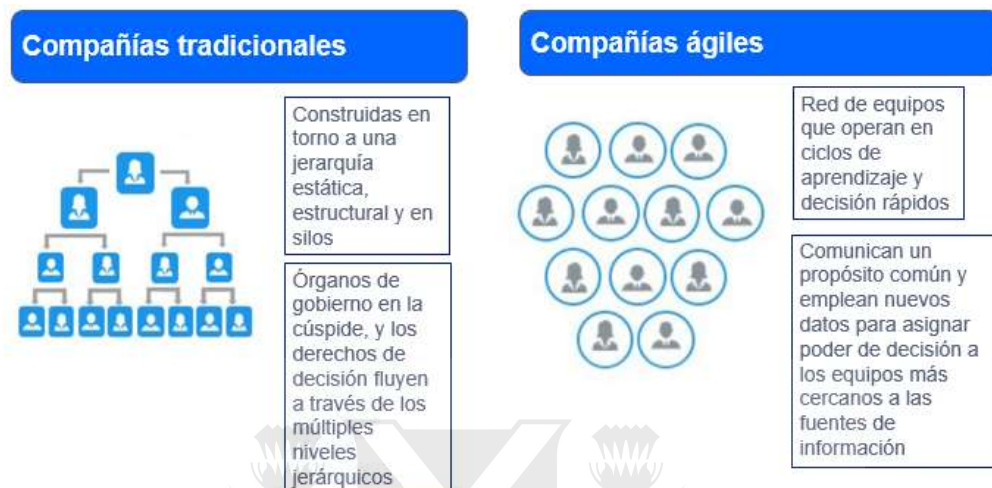 Compañías tradicionales
Construidas en
torno a una
jerarquía
estática,
estructural y en
silos
Órganos de
gobierno en la
cúspide, y los
derechos de
decisión fluyen
a través de los
múltiples
niveles
jerárquicos
Compañías ágiles
Red de equipos
que operan en
ciclos de
aprendizaje y
decisión rápidos
Comunican un
propósito común y
emplean nuevos
datos para asignar
poder de decisión a
los equipos más
cercanos a las
fuentes de
información